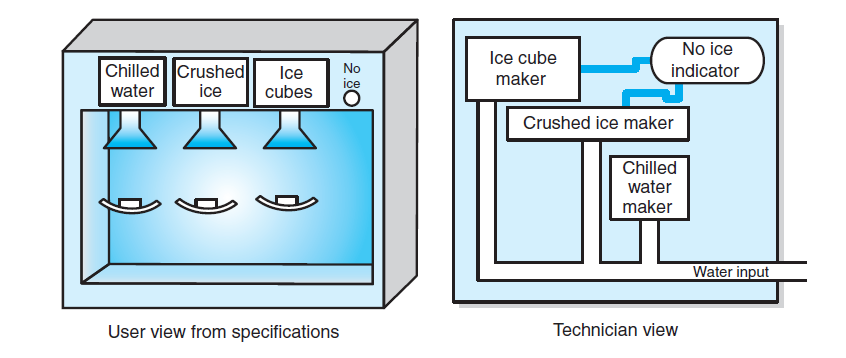 Chilled
water
Crushed
ice
Ice
cubes
No
ice
User view from specifications
Ice cube
maker
No ice
indicator
Crushed ice maker
Chilled
water
maker
Water input
Technician view